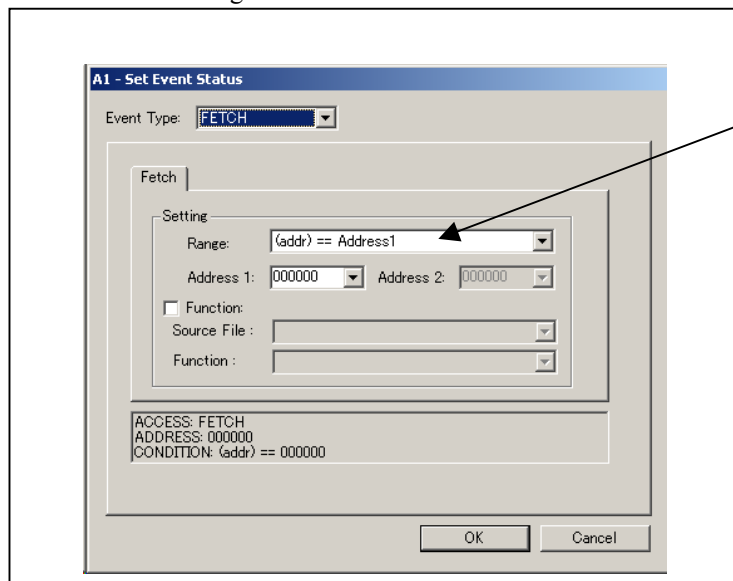 A1 - Set Event Status
Event Type: FETCH
Fetch
Setting
Range: (addr) == Address1
Address 1: 000000 Address 2: 000000
Function:
Source File :
Function :
ACCESS: FETCH
ADDRESS: 000000
CONDITION: (addr) == 000000
OK Cancel